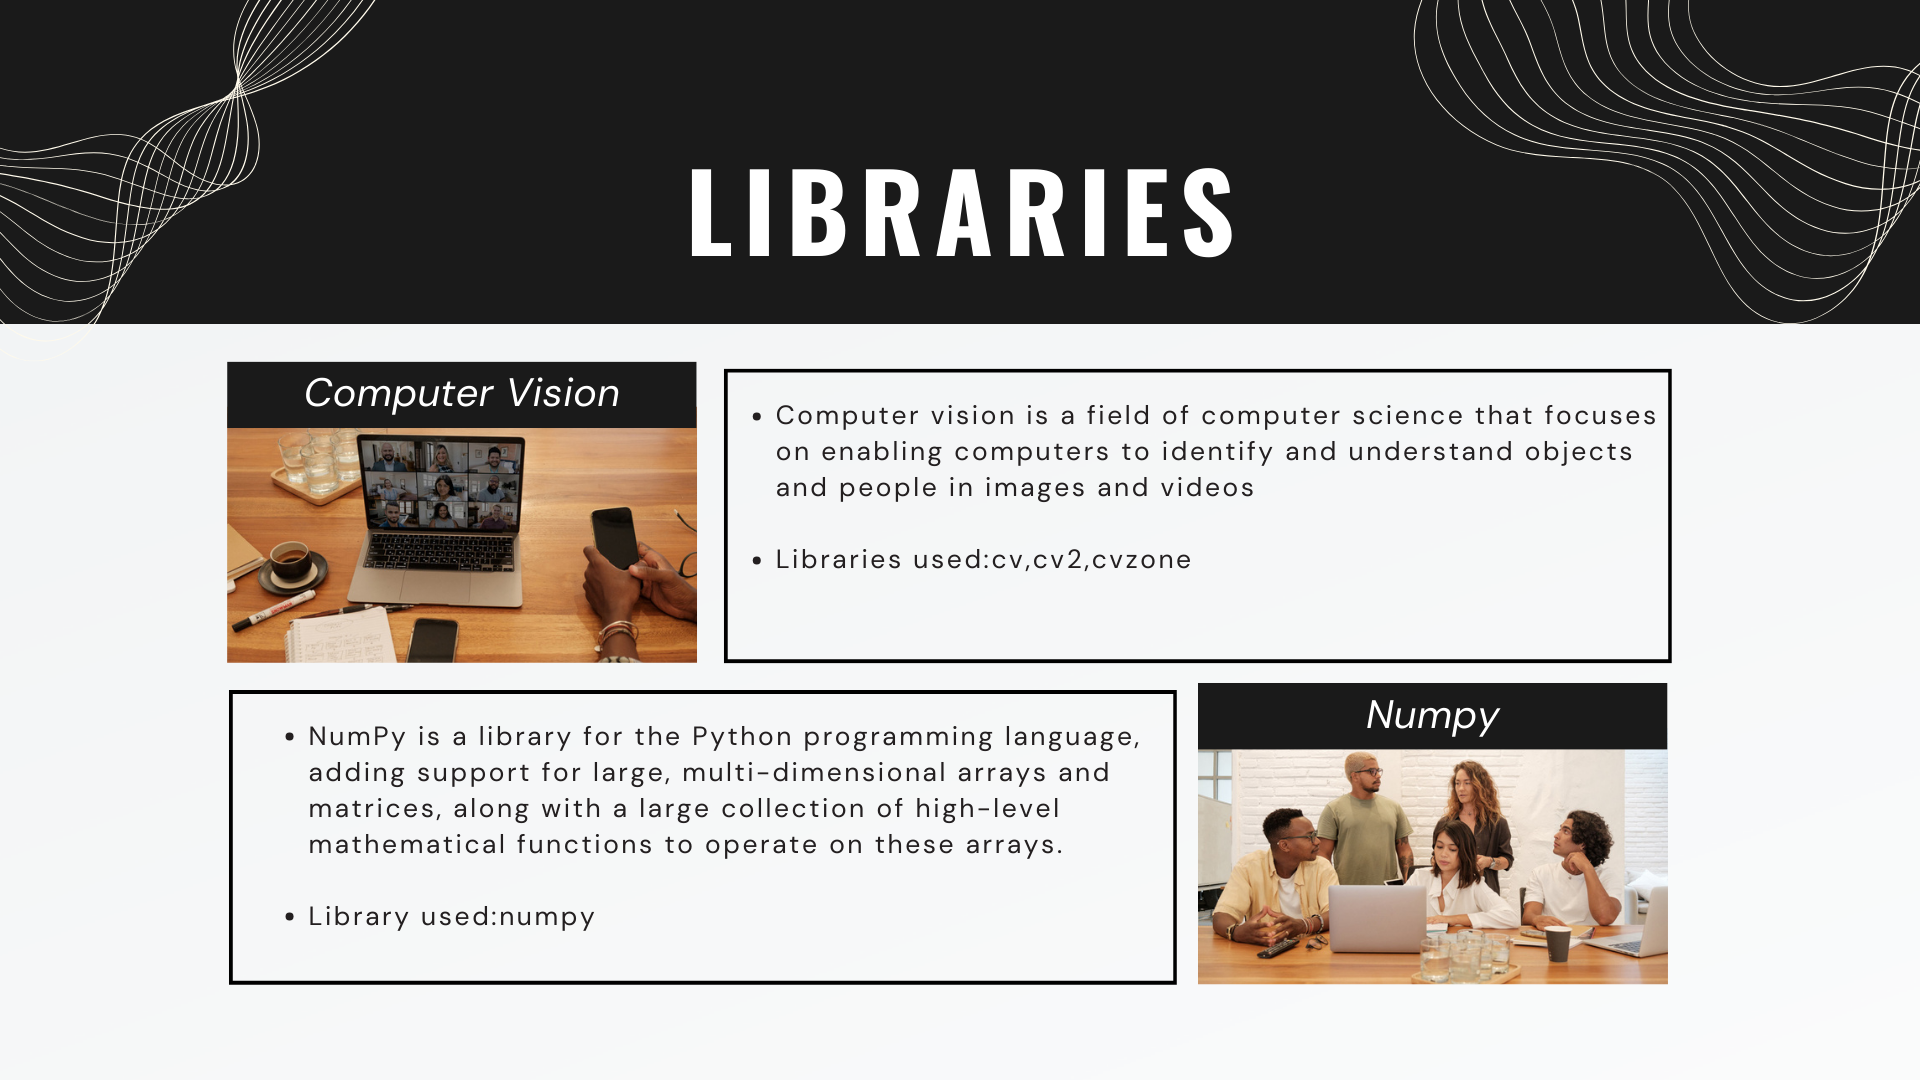 LIBRARIES
Computer Vision
Computer vision is a field of computer science that focuses
on enabling computers to identify and understand objects
and people in images and videos
Libraries used:cv,cv2,cvzone
NumPy is a library for the Python programming language,
adding support for large, multi-dimensional arrays and
matrices, along with a large collection of high-level
mathematical functions to operate on these arrays.
Library used:numpy
Numpy